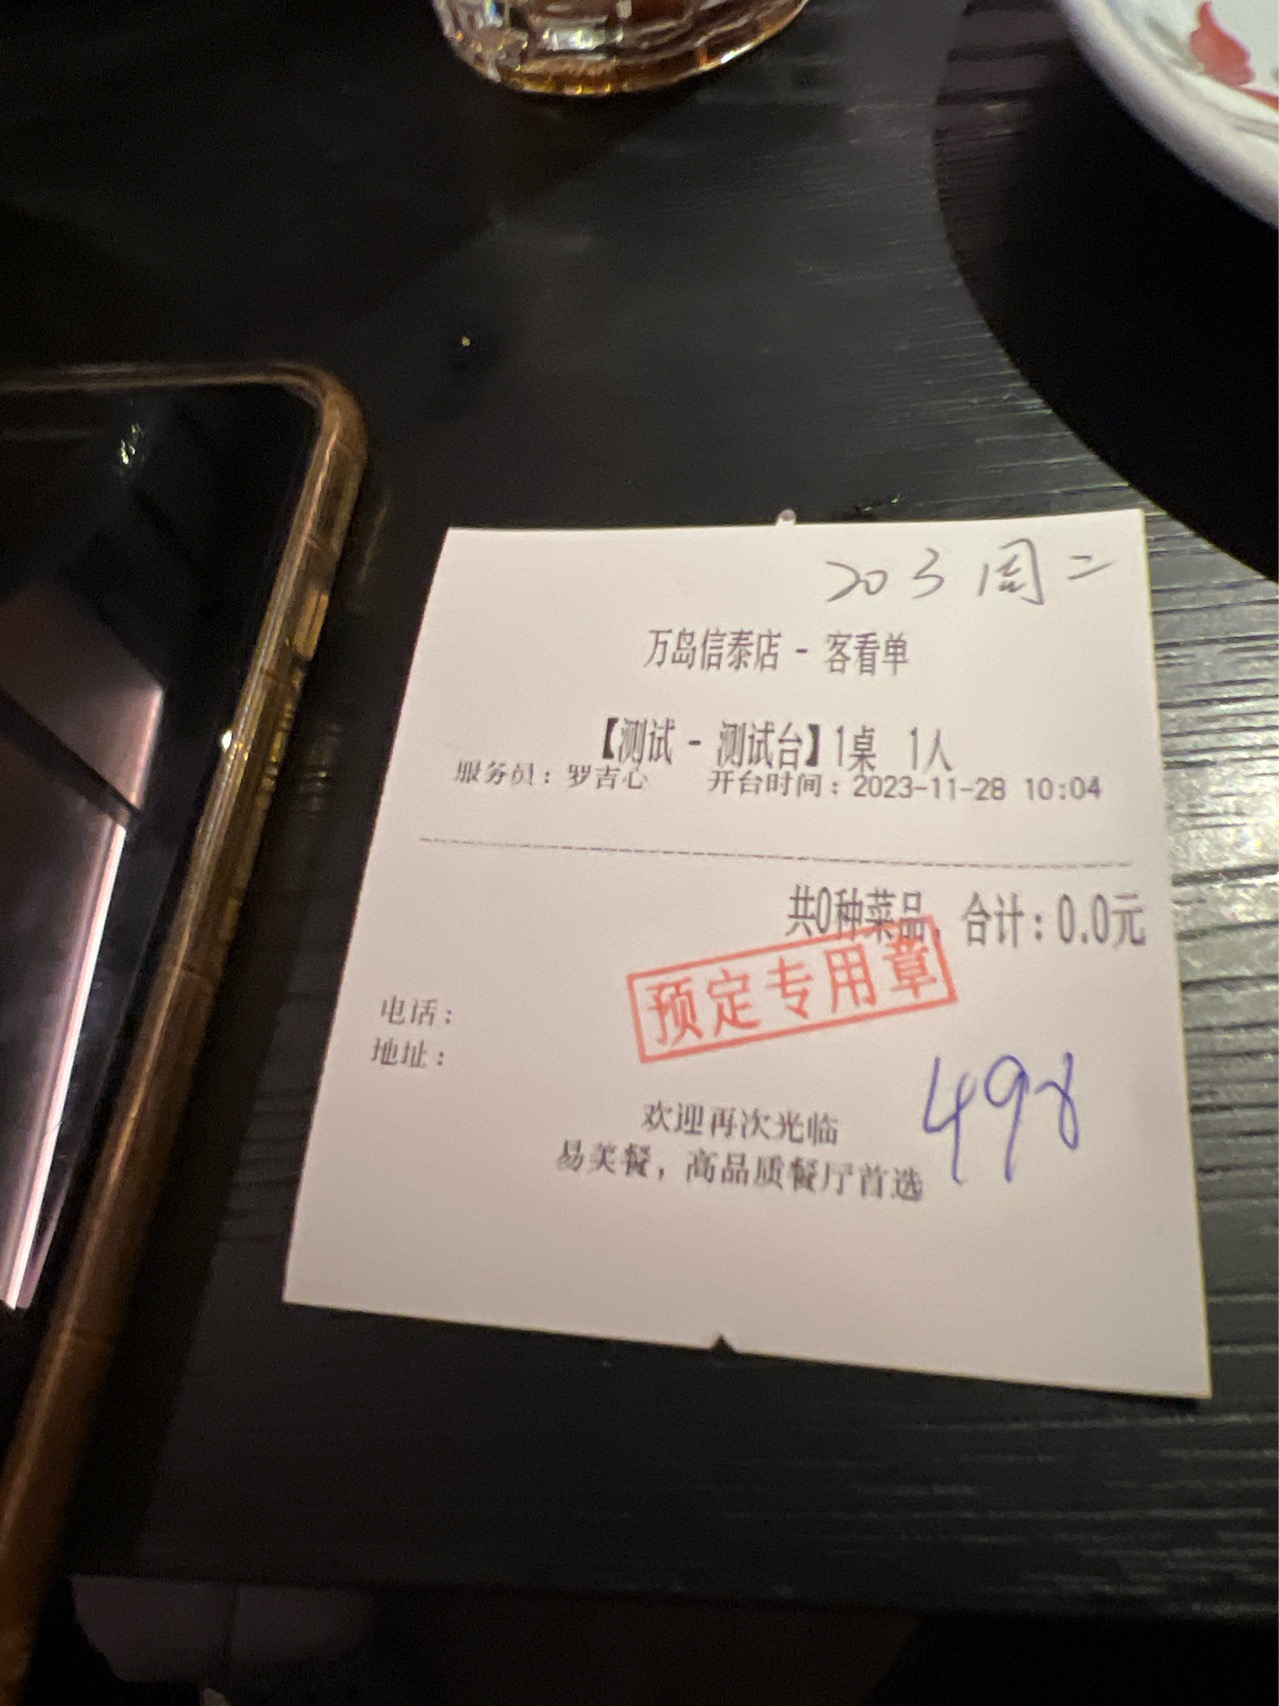 203 周二
万岛信泰店 - 客看单
【测试 - 测试台】1桌 1人
服务员：罗吉心 开台时间：2023-11-28 10:04
共0种菜品，合计：0.0元
预定专用章
电话：
地址：
498
欢迎再次光临
易美餐，高品质餐厅首选